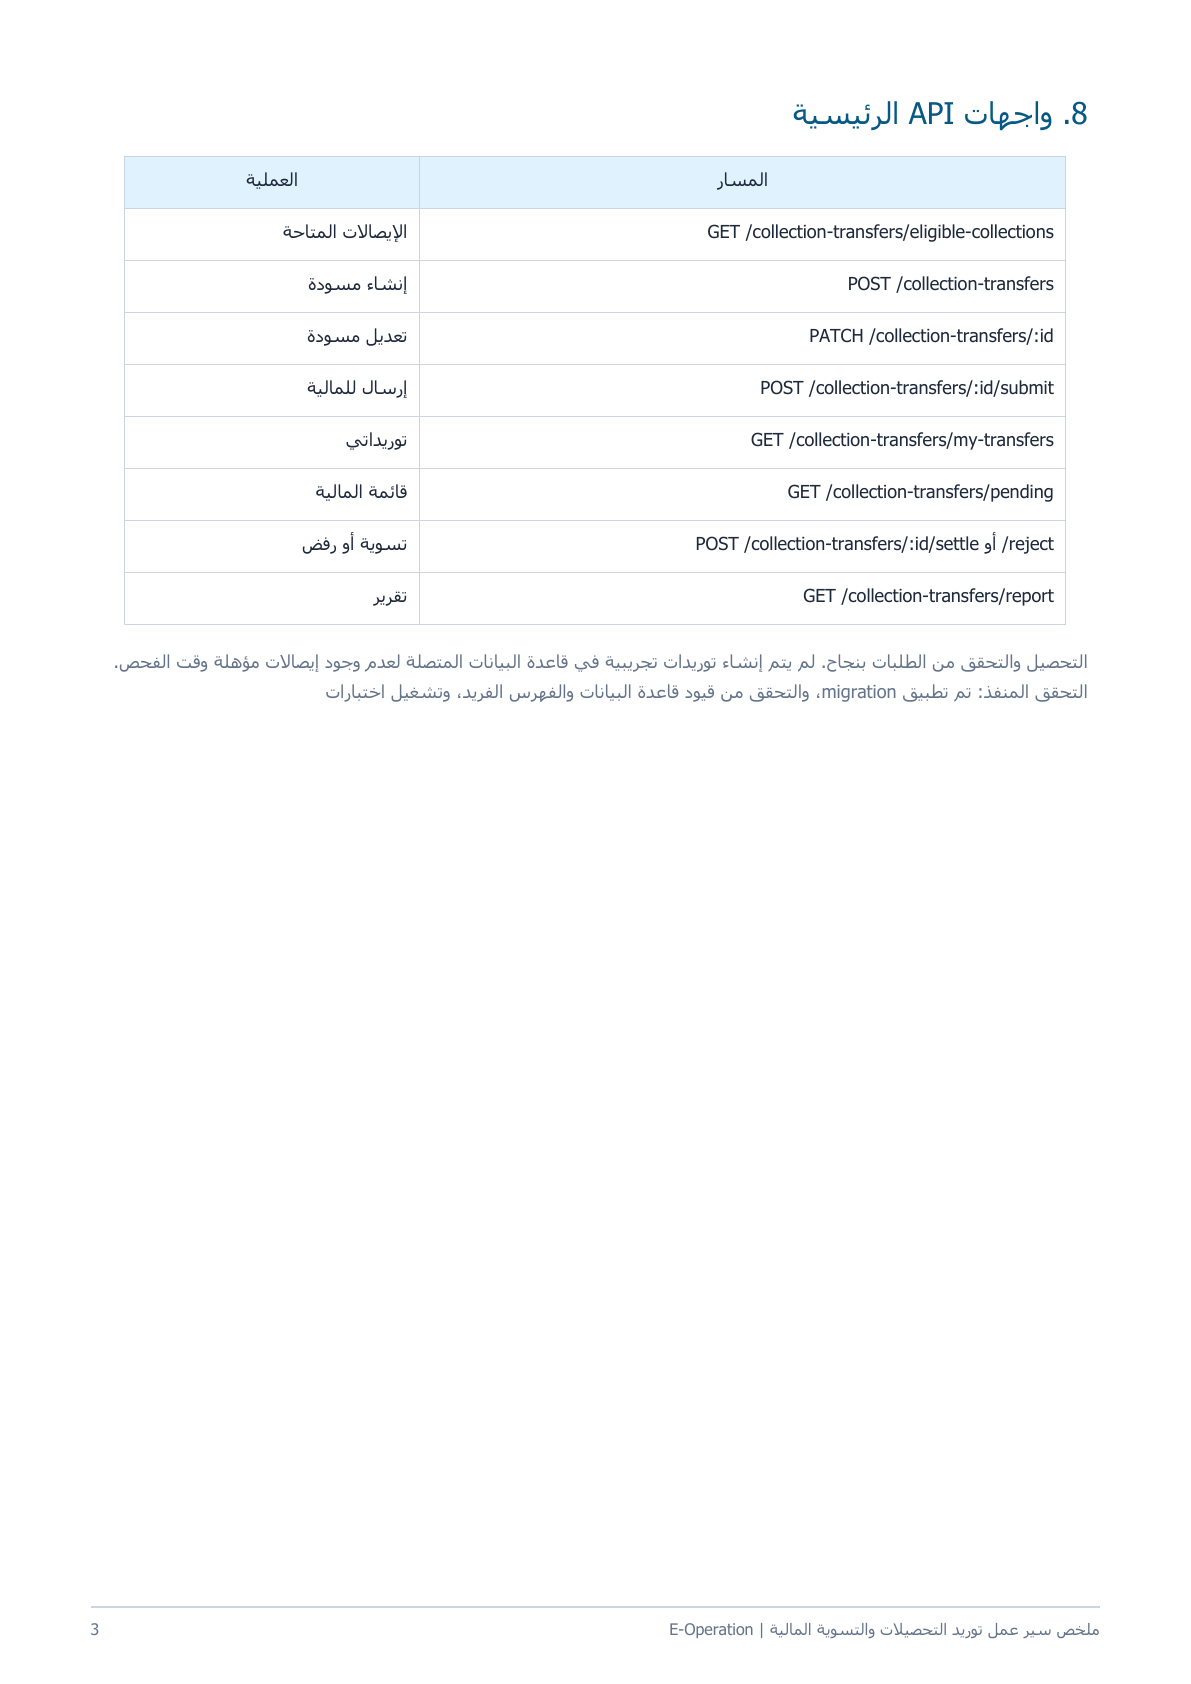 8. واجهات API الرئيسية
المسار
العملية
GET /collection-transfers/eligible-collections
الإيصالات المتاحة
POST /collection-transfers
إنشاء مسودة
PATCH /collection-transfers/:id
تعديل مسودة
POST /collection-transfers/:id/submit
إرسال للمالية
GET /collection-transfers/my-transfers
توريداتي
GET /collection-transfers/pending
قائمة المالية
POST /collection-transfers/:id/settle أو /reject
تسوية أو رفض
GET /collection-transfers/report
تقرير
التحصيل والتحقق من الطلبات بنجاح. لم يتم إنشاء توريدات تجريبية في قاعدة البيانات المتصلة لعدم وجود إيصالات مؤهلة وقت الفحص.
التحقق المنفذ: تم تطبيق migration، والتحقق من قيود قاعدة البيانات والفهرس الفريد، وتشغيل اختبارات
ملخص سير عمل توريد التحصيلات والتسوية المالية | E-Operation
3